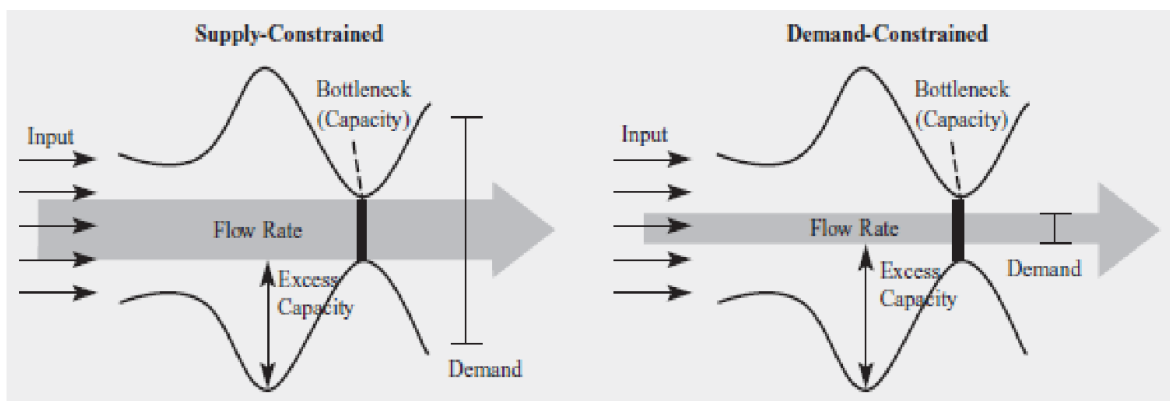 Supply-Constrained
Bottleneck
(Capacity)
Input
Flow Rate
Excess
Capacity
Demand
Demand-Constrained
Bottleneck
(Capacity)
Input
Flow Rate
Excess
Capacity
Demand